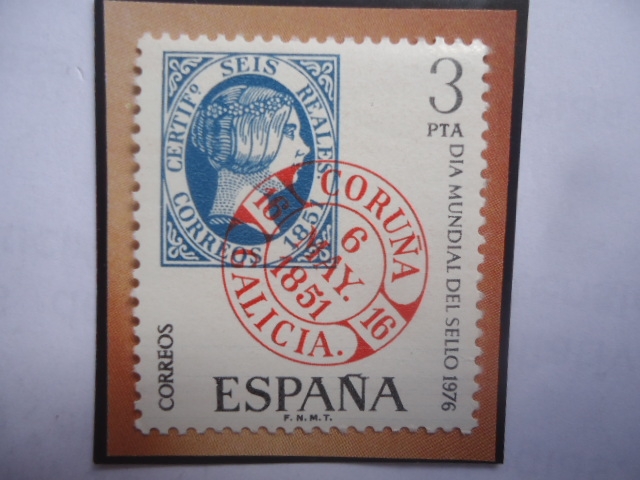 CERTIFº SEIS REALES.
CORREOS 1851
3
PTA
DIA MUNDIAL DEL SELLO 1976
CORUÑA
16
6
MAY.
1851
16
GALICIA.
CORREOS
ESPAÑA
F.N.M.T.